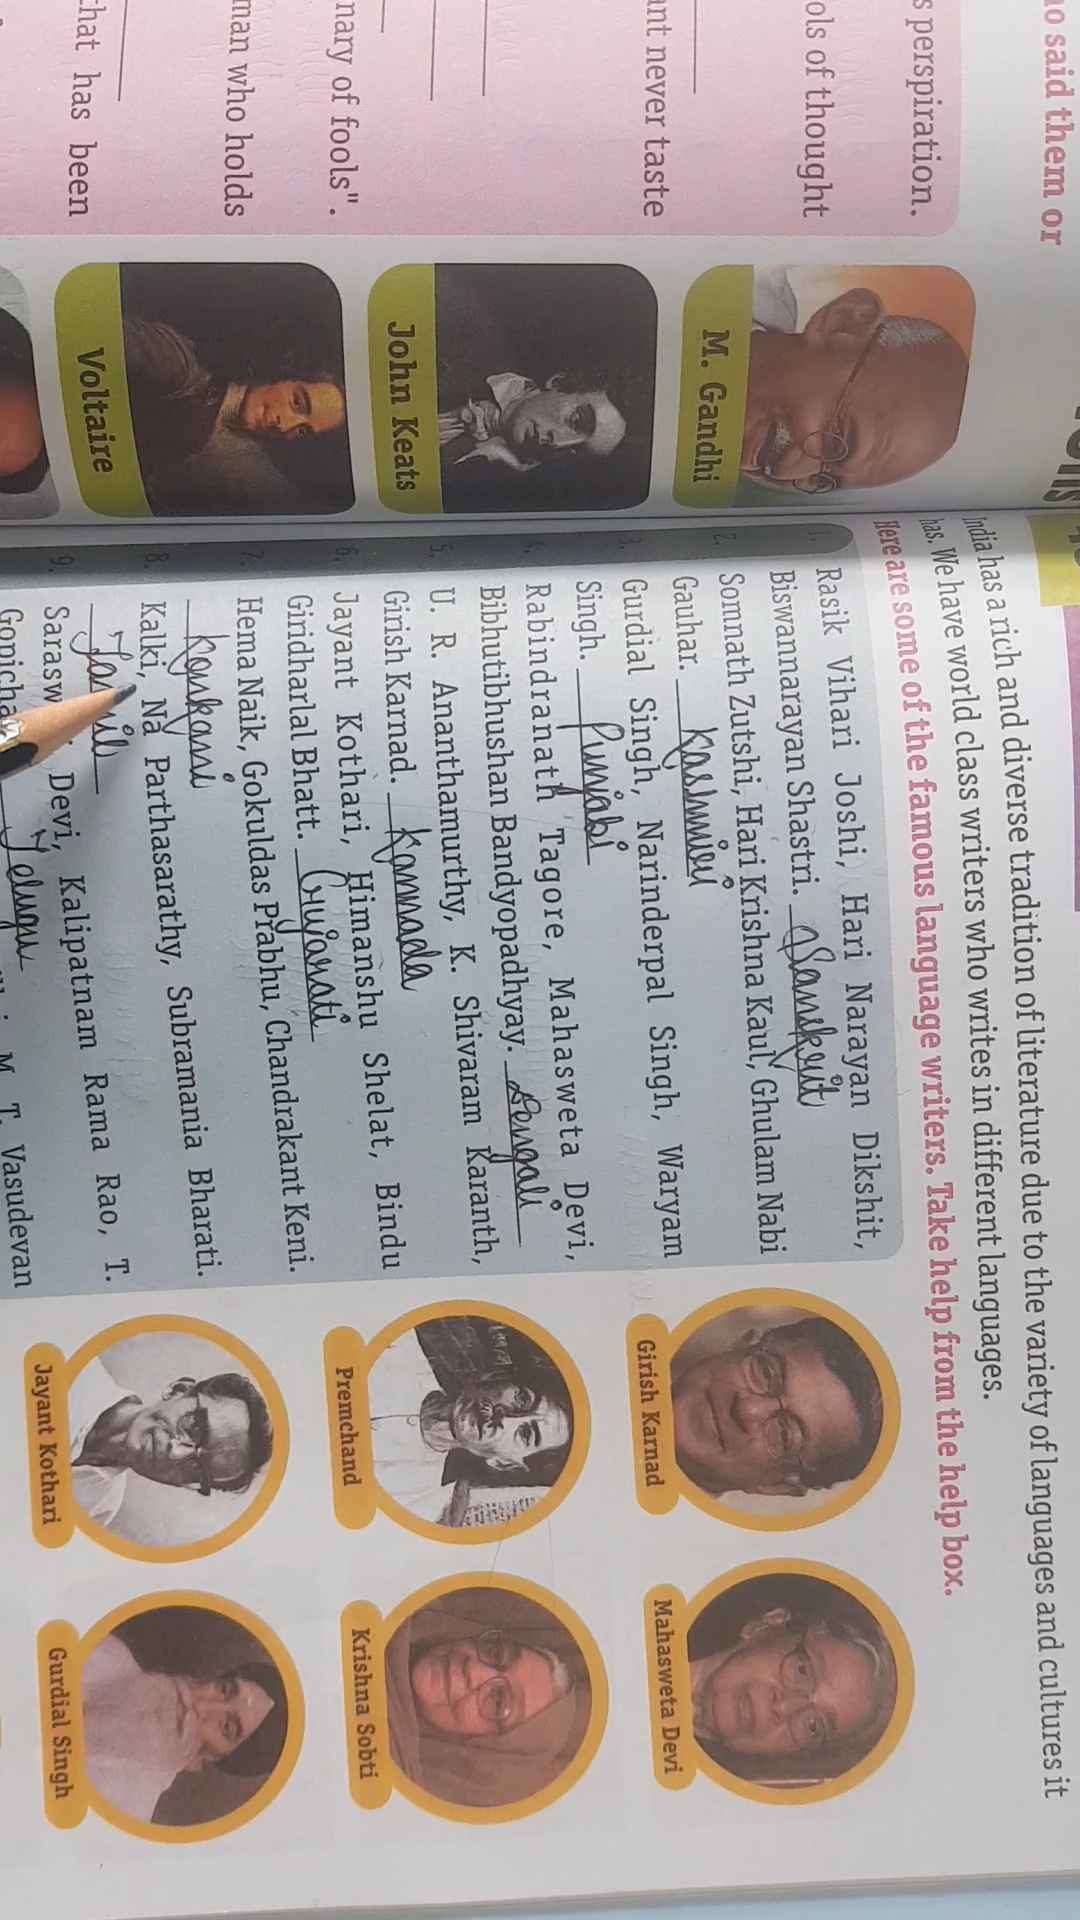 no said them or
s perspiration.
ols of thought
ant never taste
nary of fools".
man who holds
that has been
M. Gandhi
John Keats
Voltaire
India has a rich and diverse tradition of literature due to the variety of languages and cultures it
has. We have world class writers who writes in different languages.
Here are some of the famous language writers. Take help from the help box.
1. Rasik Vihari Joshi, Hari Narayan Dikshit,
Biswannarayan Shastri. Sanskrit
2. Somnath Zutshi, Hari Krishna Kaul, Ghulam Nabi
Gauhar. Kashmiri
3. Gurdial Singh, Narinderpal Singh, Waryam
Singh. Punjabi
4. Rabindranath Tagore, Mahasweta Devi,
Bibhutibhushan Bandyopadhyay. Bengali
5. U. R. Ananthamurthy, K. Shivaram Karanth,
Girish Karnad. Kannada
6. Jayant Kothari, Himanshu Shelat, Bindu
Giridharlal Bhatt. Gujarati
7. Hema Naik, Gokuldas Prabhu, Chandrakant Keni.
Konkani
8. Kalki, Na Parthasarathy, Subramania Bharati.
9. Devi, Kalipatnam Rama Rao, T.
Telugu
M. T. Vasudevan
Girish Karnad
Mahasweta Devi
Premchand
Krishna Sobti
Jayant Kothari
Gurdial Singh